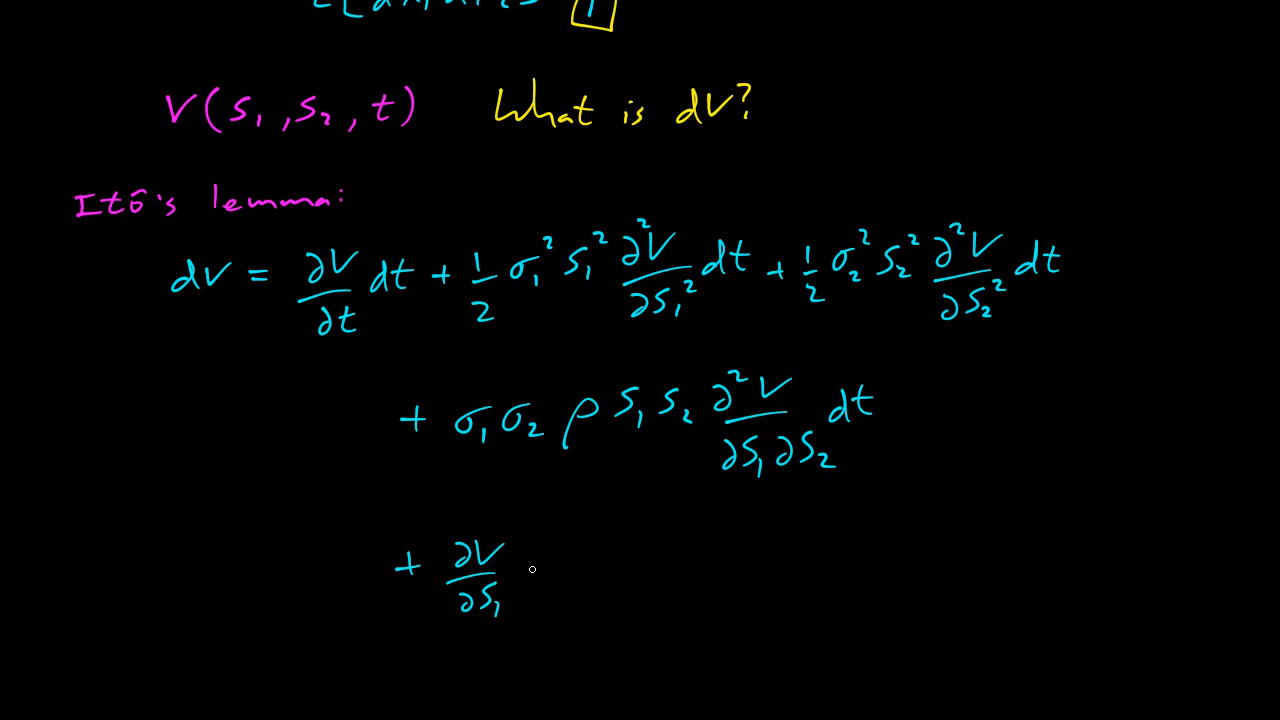 V(S₁,S₂,t) What is dV?
Itō's lemma:
dV = ∂V/∂t dt + 1/2 σ₁² S₁² ∂²V/∂S₁² dt + 1/2 σ₂² S₂² ∂²V/∂S₂² dt
+ σ₁ σ₂ ρ S₁ S₂ ∂²V/∂S₁∂S₂ dt
+ ∂V/∂S₁